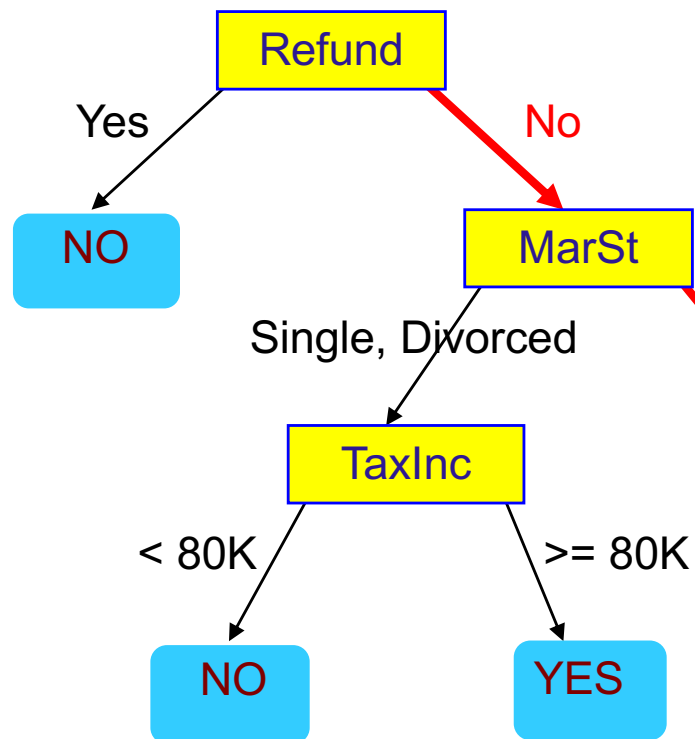 Refund
Yes
No
NO
MarSt
Single, Divorced
TaxInc
< 80K
>= 80K
NO
YES